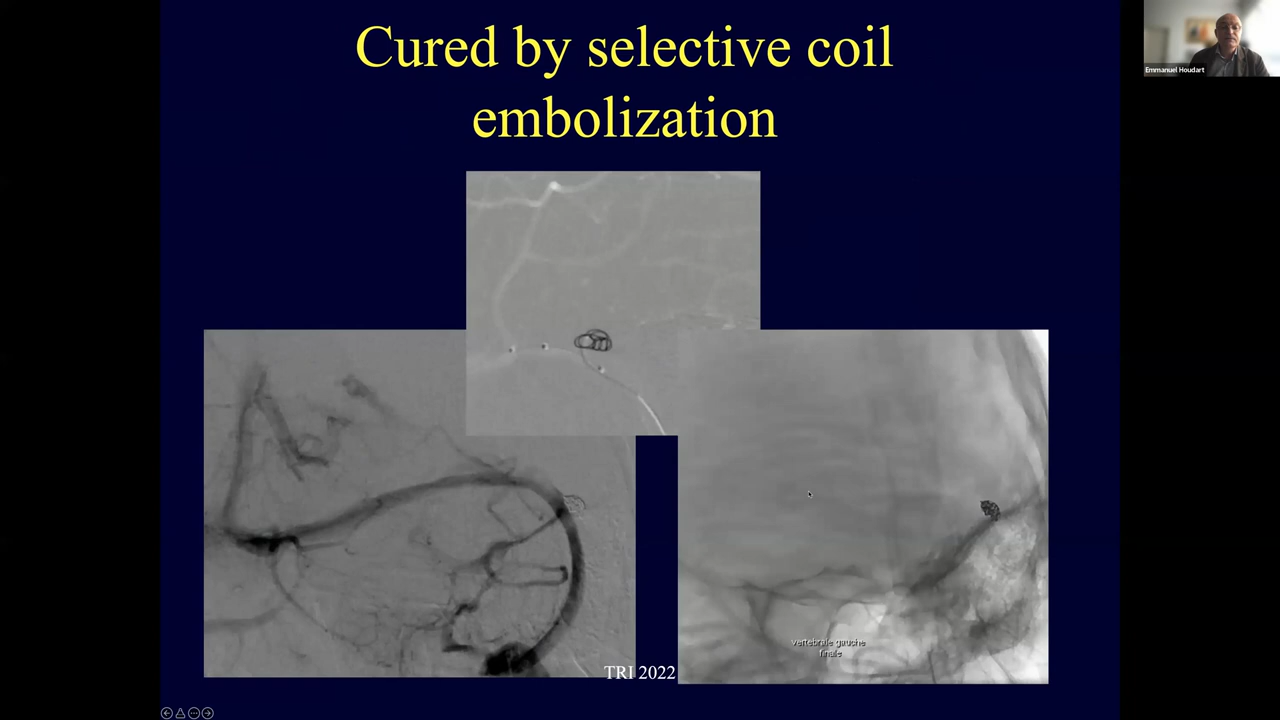 Cured by selective coil
embolization
Emmanuel Houdart
vertebrale gauche
finale
TRI 2022